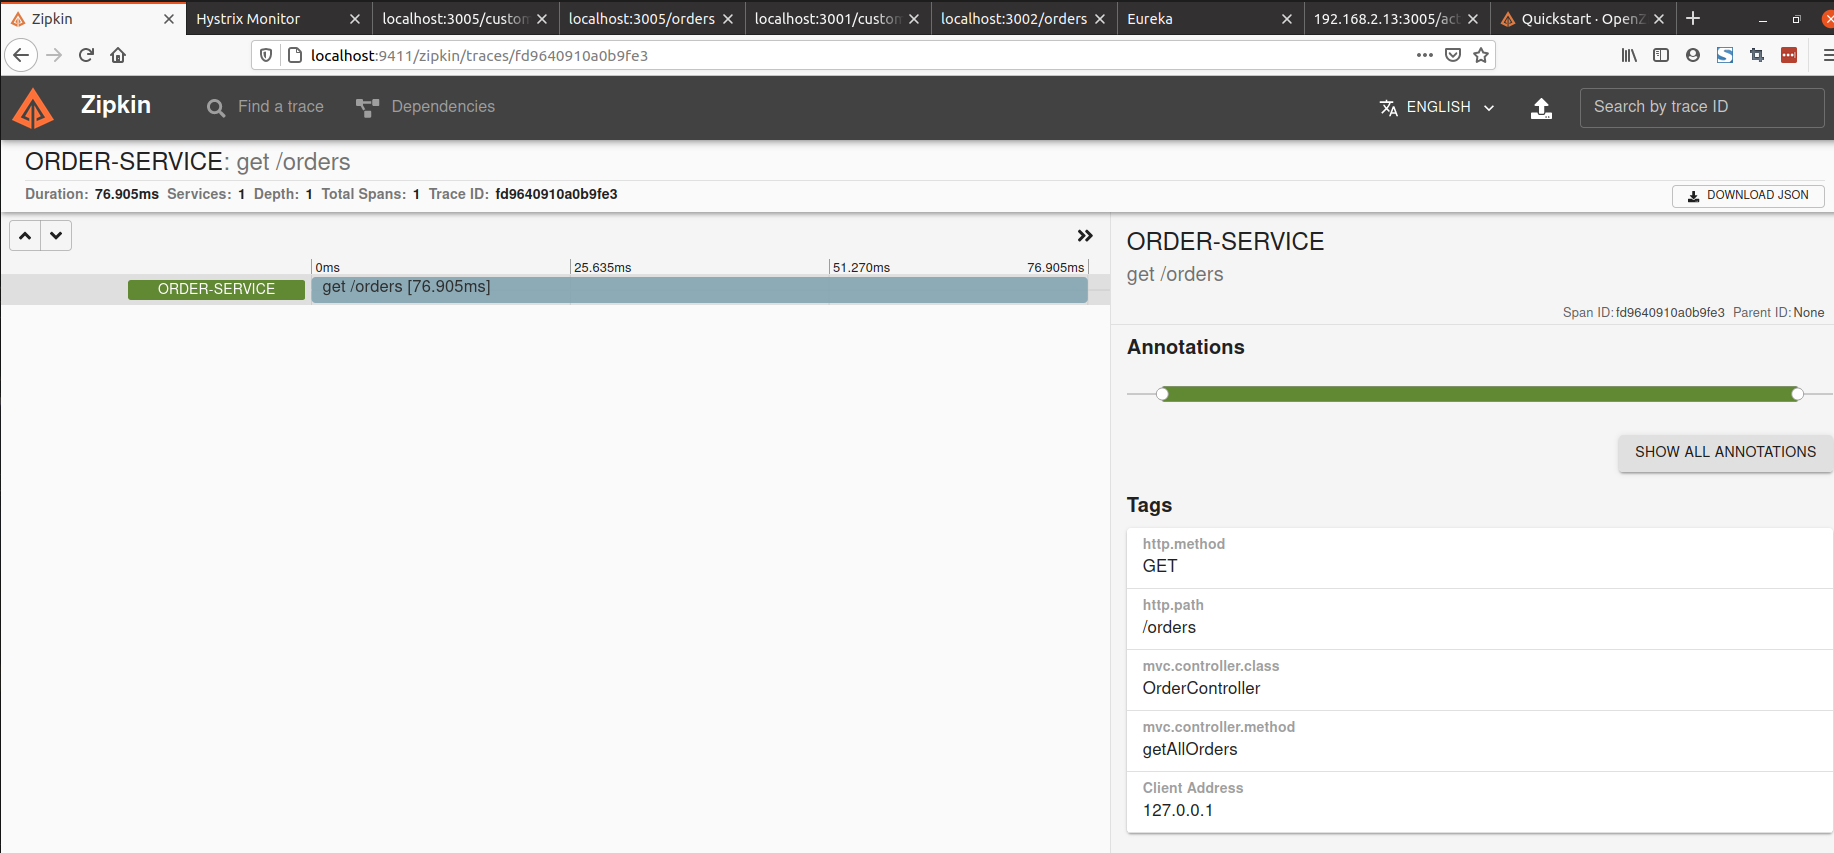 Zipkin
Hystrix Monitor
localhost:3005/custom
localhost:3005/orders
localhost:3001/custom
localhost:3002/orders
Eureka
192.168.2.13:3005/act
Quickstart · OpenZ
localhost:9411/zipkin/traces/fd9640910a0b9fe3
Zipkin
Find a trace
Dependencies
ENGLISH
Search by trace ID
ORDER-SERVICE: get /orders
Duration: 76.905ms Services: 1 Depth: 1 Total Spans: 1 Trace ID: fd9640910a0b9fe3
DOWNLOAD JSON
0ms
25.635ms
51.270ms
76.905ms
ORDER-SERVICE
get /orders [76.905ms]
ORDER-SERVICE
get /orders
Span ID: fd9640910a0b9fe3 Parent ID: None
Annotations
SHOW ALL ANNOTATIONS
Tags
http.method
GET
http.path
/orders
mvc.controller.class
OrderController
mvc.controller.method
getAllOrders
Client Address
127.0.0.1